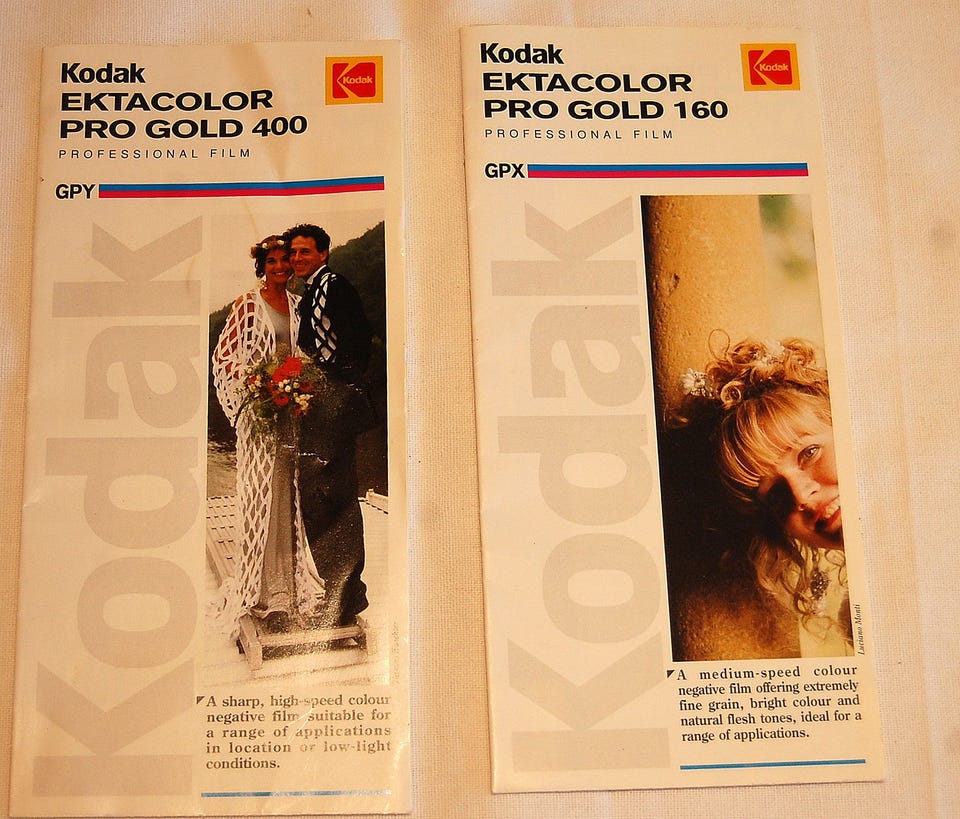 Kodak
Kodak
EKTACOLOR
PRO GOLD 400
PROFESSIONAL FILM
GPY
Kodak
A sharp, high-speed colour
negative film suitable for
a range of applications
in location or low-light
conditions.
Kodak
Kodak
EKTACOLOR
PRO GOLD 160
PROFESSIONAL FILM
GPX
Kodak
Luciano Monti
A medium-speed colour
negative film offering extremely
fine grain, bright colour and
natural flesh tones, ideal for a
range of applications.